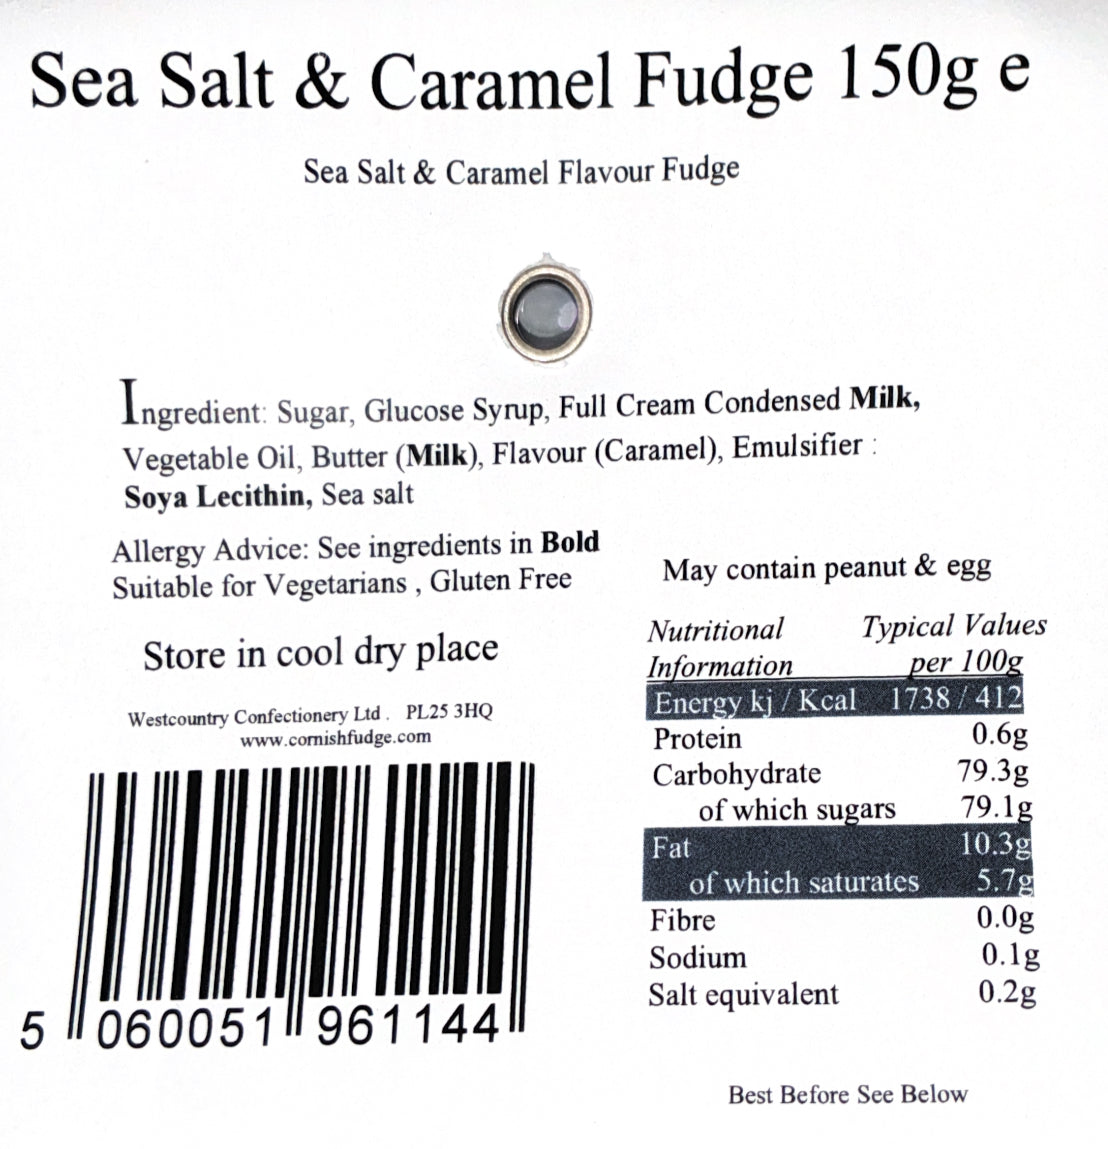 Sea Salt & Caramel Fudge 150g e
Sea Salt & Caramel Flavour Fudge
Ingredient: Sugar, Glucose Syrup, Full Cream Condensed Milk,
Vegetable Oil, Butter (Milk), Flavour (Caramel), Emulsifier :
Soya Lecithin, Sea salt
Allergy Advice: See ingredients in Bold
Suitable for Vegetarians , Gluten Free
Store in cool dry place
Westcountry Confectionery Ltd . PL25 3HQ
www.cornishfudge.com
5 060051 961144
May contain peanut & egg
Nutritional Typical Values
Information per 100g
Energy kj / Kcal 1738 / 412
Protein 0.6g
Carbohydrate 79.3g
of which sugars 79.1g
Fat 10.3g
of which saturates 5.7g
Fibre 0.0g
Sodium 0.1g
Salt equivalent 0.2g
Best Before See Below